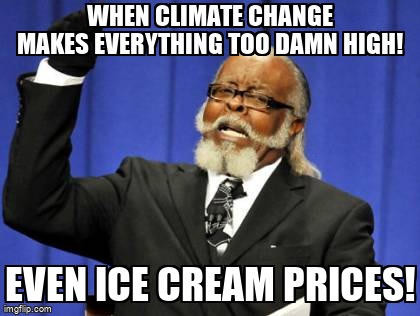 WHEN CLIMATE CHANGE
MAKES EVERYTHING TOO DAMN HIGH!
EVEN ICE CREAM PRICES!
imgflip.com